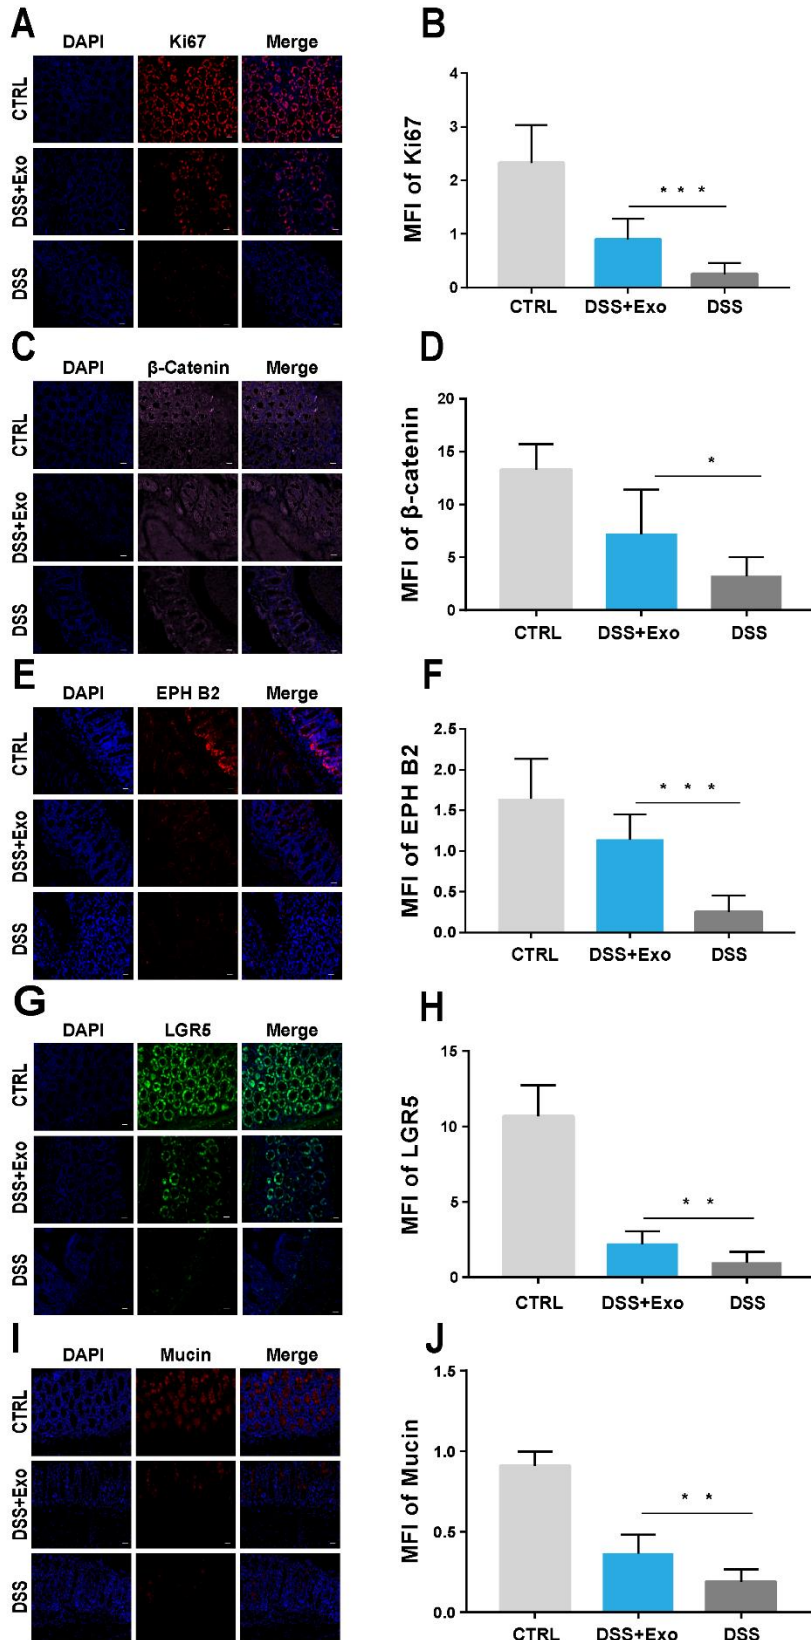 A
DAPI Ki67 Merge
CTRL
DSS+Exo
DSS
B
MFI of Ki67
4
3
2
1
0
* * *
CTRL DSS+Exo DSS
C
DAPI β-Catenin Merge
CTRL
DSS+Exo
DSS
D
MFI of β-catenin
20
15
10
5
0
*
CTRL DSS+Exo DSS
E
DAPI EPH B2 Merge
CTRL
DSS+Exo
DSS
F
MFI of EPH B2
2.5
2.0
1.5
1.0
0.5
0.0
* * *
CTRL DSS+Exo DSS
G
DAPI LGR5 Merge
CTRL
DSS+Exo
DSS
H
MFI of LGR5
15
10
5
0
* *
CTRL DSS+Exo DSS
I
DAPI Mucin Merge
CTRL
DSS+Exo
DSS
J
MFI of Mucin
1.5
1.0
0.5
0.0
* *
CTRL DSS+Exo DSS